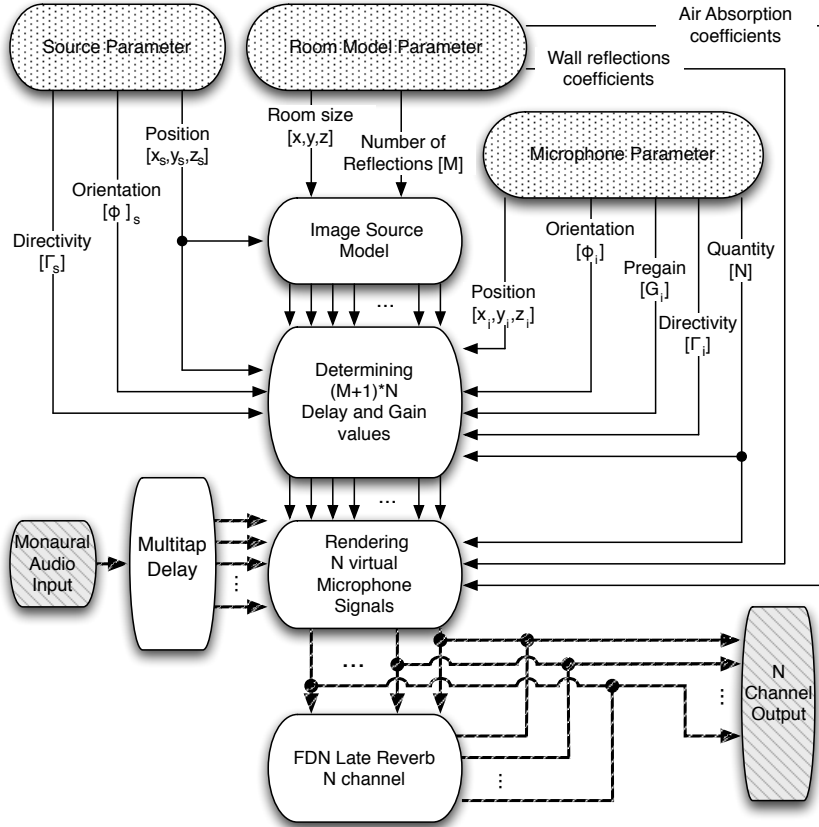 Source Parameter
Room Model Parameter
Air Absorption
coefficients
Wall reflections
coefficients
Position
[xₛ,yₛ,zₛ]
Room size
[x,y,z]
Number of
Reflections [M]
Microphone Parameter
Orientation
[ϕ ]ₛ
Directivity
[Γₛ]
Image Source
Model
Orientation
[ϕᵢ]
Quantity
[N]
Pregain
[Gᵢ]
Position
[xᵢ,yᵢ,zᵢ]
Directivity
[Γᵢ]
...
Determining
(M+1)*N
Delay and Gain
values
...
Monaural
Audio
Input
Multitap
Delay
...
Rendering
N virtual
Microphone
Signals
...
N
Channel
Output
...
FDN Late Reverb
N channel
...